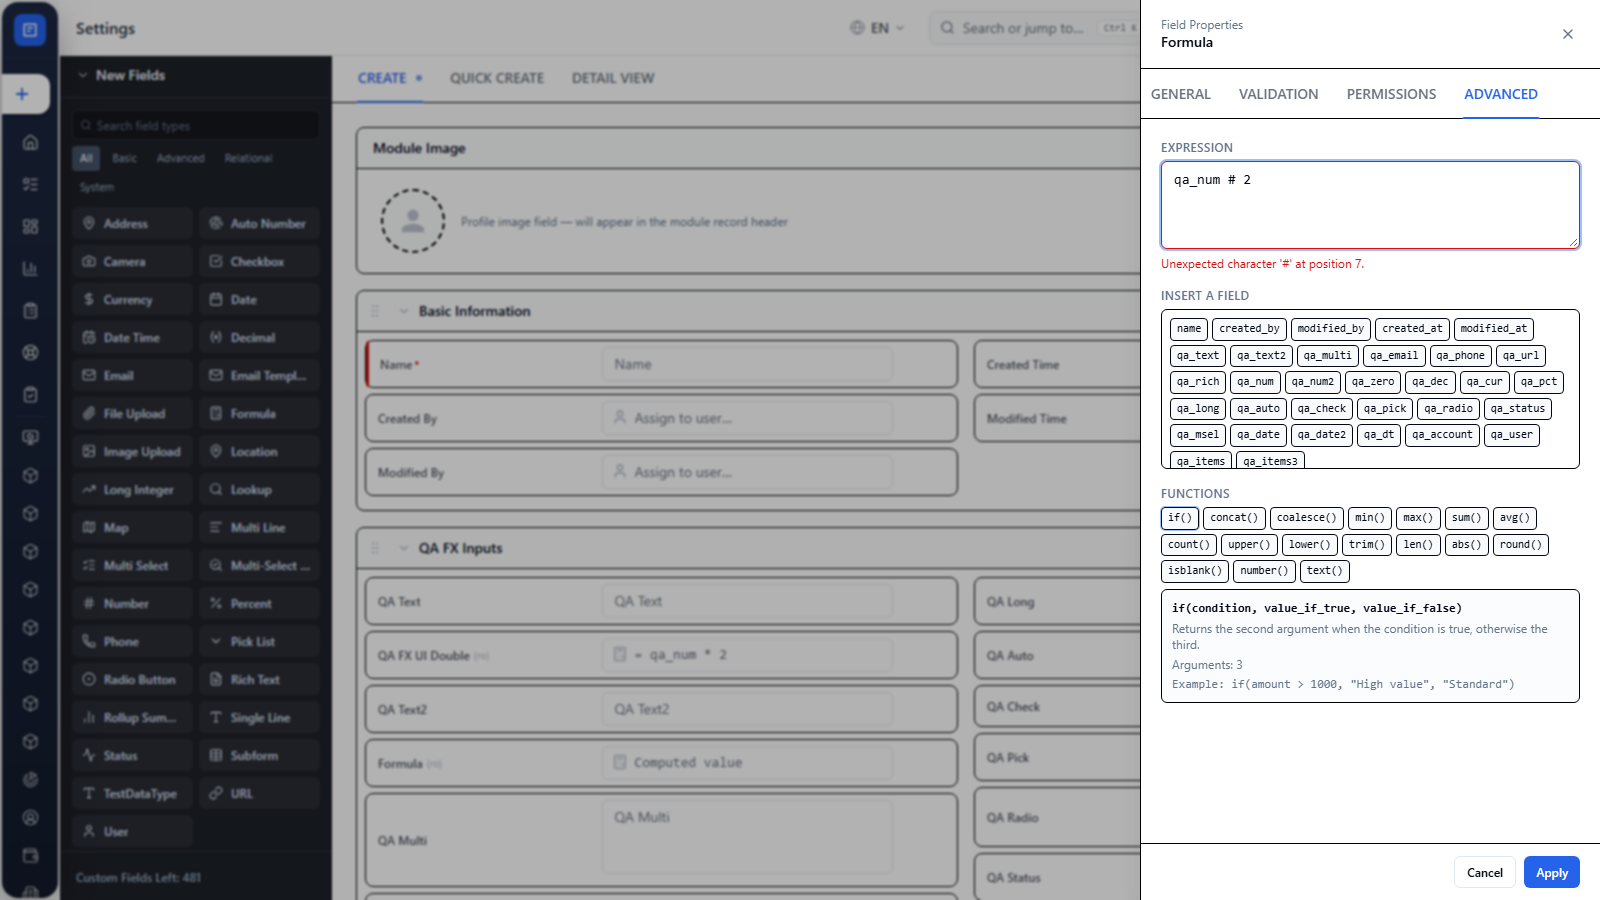 Settings
EN
Search or jump to...
Ctrl K
New Fields
Search field types
All
Basic
Advanced
Relational
System
Address
Auto Number
Camera
Checkbox
Currency
Date
Date Time
Decimal
Email
Email Templ...
File Upload
Formula
Image Upload
Location
Long Integer
Lookup
Map
Multi Line
Multi Select
Multi-Select ...
Number
Percent
Phone
Pick List
Radio Button
Rich Text
Rollup Sum...
Single Line
Status
Subform
TestDataType
URL
User
Custom Fields Left: 481
CREATE
QUICK CREATE
DETAIL VIEW
Module Image
Profile image field — will appear in the module record header
Basic Information
Name*
Name
Created Time
Created By
Assign to user...
Modified Time
Modified By
Assign to user...
QA FX Inputs
QA Text
QA Text
QA Long
QA FX UI Double
= qa_num * 2
QA Auto
QA Text2
QA Text2
QA Check
Formula
Computed value
QA Pick
QA Multi
QA Multi
QA Radio
QA Status
Field Properties
Formula
GENERAL
VALIDATION
PERMISSIONS
ADVANCED
EXPRESSION
qa_num # 2
Unexpected character '#' at position 7.
INSERT A FIELD
name created_by modified_by created_at modified_at
qa_text qa_text2 qa_multi qa_email qa_phone qa_url
qa_rich qa_num qa_num2 qa_zero qa_dec qa_cur qa_pct
qa_long qa_auto qa_check qa_pick qa_radio qa_status
qa_msel qa_date qa_date2 qa_dt qa_account qa_user
qa_items qa_items3
FUNCTIONS
if() concat() coalesce() min() max() sum() avg()
count() upper() lower() trim() len() abs() round()
isblank() number() text()
if(condition, value_if_true, value_if_false)
Returns the second argument when the condition is true, otherwise the
third.
Arguments: 3
Example: if(amount > 1000, "High value", "Standard")
Cancel
Apply